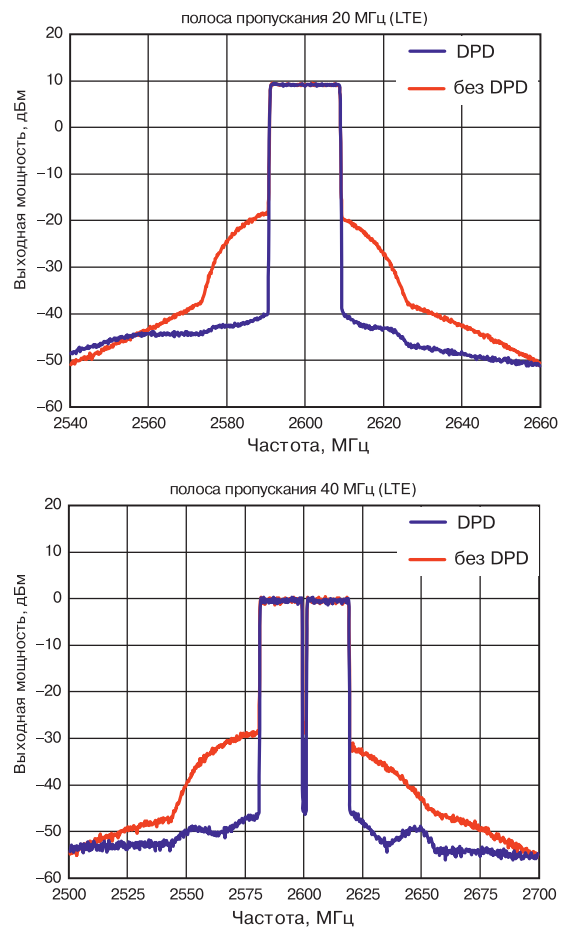 полоса пропускания 20 МГц (LTE)
20
10
0
–10
–20
–30
–40
–50
–60
Выходная мощность, дБм
DPD
без DPD
2540 2560 2580 2600 2620 2640 2660
Частота, МГц
полоса пропускания 40 МГц (LTE)
20
10
0
–10
–20
–30
–40
–50
–60
Выходная мощность, дБм
DPD
без DPD
2500 2525 2550 2575 2600 2625 2650 2675 2700
Частота, МГц